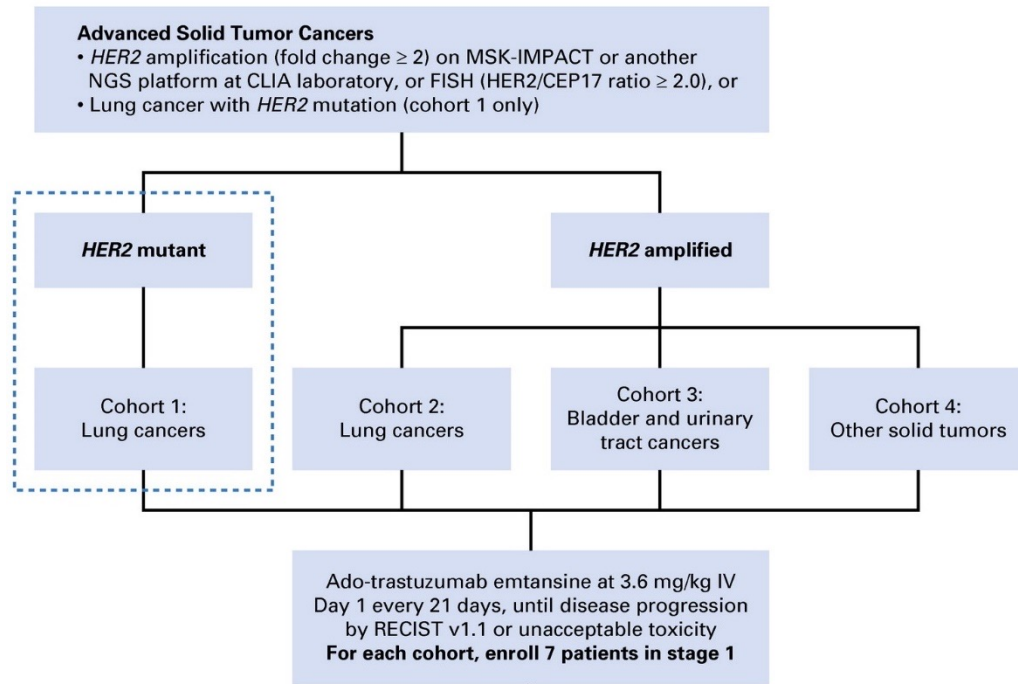 Advanced Solid Tumor Cancers
• HER2 amplification (fold change ≥ 2) on MSK-IMPACT or another
NGS platform at CLIA laboratory, or FISH (HER2/CEP17 ratio ≥ 2.0), or
• Lung cancer with HER2 mutation (cohort 1 only)
HER2 mutant
HER2 amplified
Cohort 1:
Lung cancers
Cohort 2:
Lung cancers
Cohort 3:
Bladder and urinary
tract cancers
Cohort 4:
Other solid tumors
Ado-trastuzumab emtansine at 3.6 mg/kg IV
Day 1 every 21 days, until disease progression
by RECIST v1.1 or unacceptable toxicity
For each cohort, enroll 7 patients in stage 1